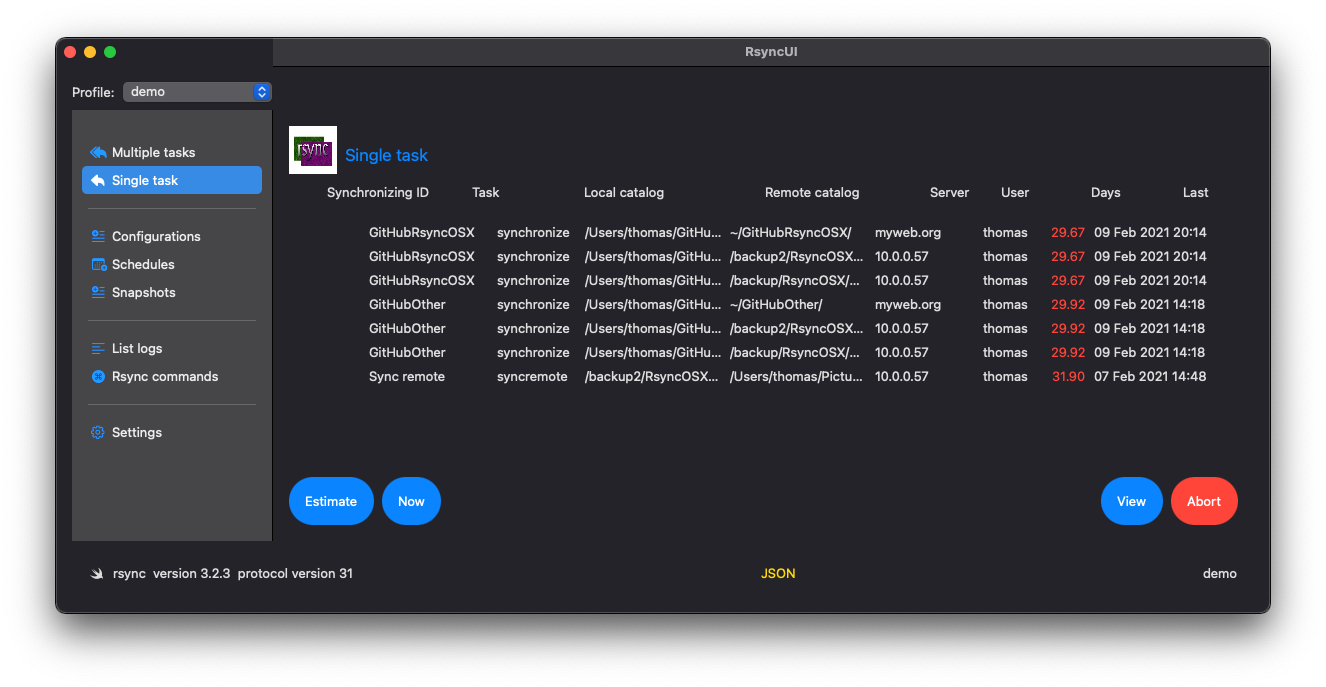 RsyncUI
Profile: demo
Multiple tasks
Single task
Configurations
Schedules
Snapshots
List logs
Rsync commands
Settings
rsync
Single task
Synchronizing ID Task Local catalog Remote catalog Server User Days Last
GitHubRsyncOSX synchronize /Users/thomas/GitHu... ~/GitHubRsyncOSX/ myweb.org thomas 29.67 09 Feb 2021 20:14
GitHubRsyncOSX synchronize /Users/thomas/GitHu... /backup2/RsyncOSX... 10.0.0.57 thomas 29.67 09 Feb 2021 20:14
GitHubRsyncOSX synchronize /Users/thomas/GitHu... /backup/RsyncOSX/... 10.0.0.57 thomas 29.67 09 Feb 2021 20:14
GitHubOther synchronize /Users/thomas/GitHu... ~/GitHubOther/ myweb.org thomas 29.92 09 Feb 2021 14:18
GitHubOther synchronize /Users/thomas/GitHu... /backup2/RsyncOSX... 10.0.0.57 thomas 29.92 09 Feb 2021 14:18
GitHubOther synchronize /Users/thomas/GitHu... /backup/RsyncOSX/... 10.0.0.57 thomas 29.92 09 Feb 2021 14:18
Sync remote syncremote /backup2/RsyncOSX... /Users/thomas/Pictu... 10.0.0.57 thomas 31.90 07 Feb 2021 14:48
Estimate Now View Abort
rsync version 3.2.3 protocol version 31 JSON demo